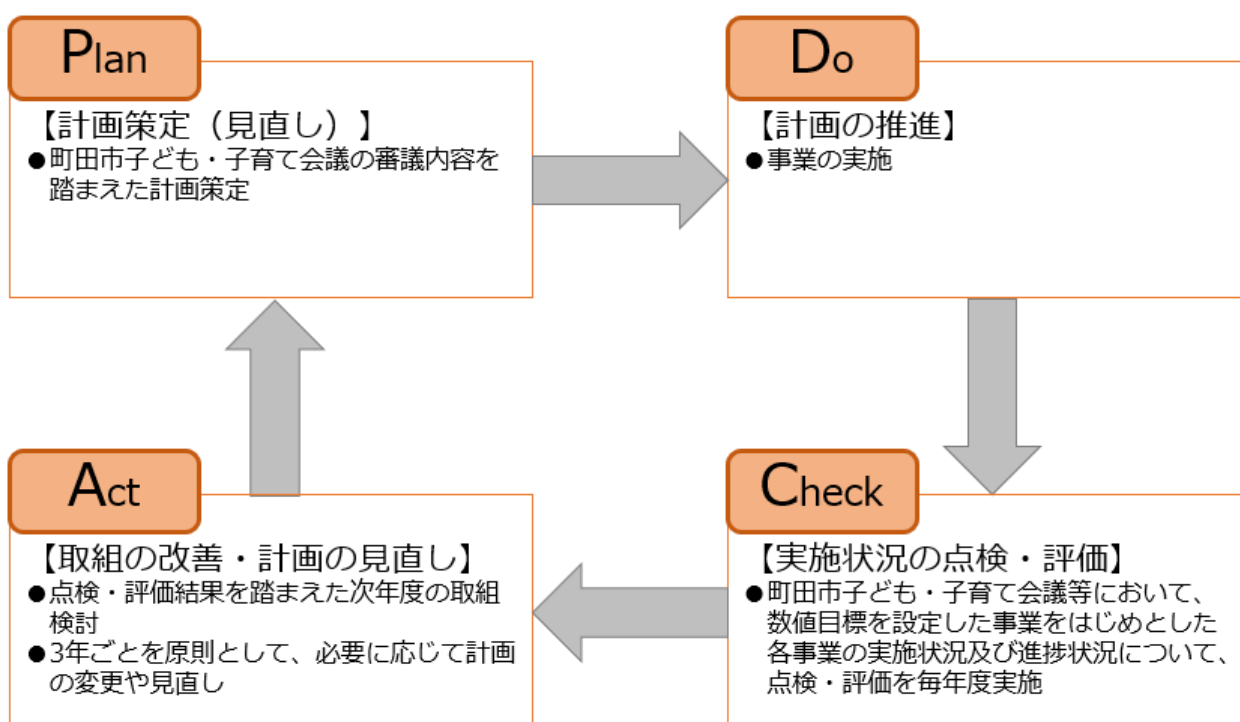 Plan
【計画策定（見直し）】
●町田市子ども・子育て会議の審議内容を
踏まえた計画策定
Do
【計画の推進】
●事業の実施
Act
【取組の改善・計画の見直し】
●点検・評価結果を踏まえた次年度の取組
検討
●3年ごとを原則として、必要に応じて計画
の変更や見直し
Check
【実施状況の点検・評価】
●町田市子ども・子育て会議等において、
数値目標を設定した事業をはじめとした
各事業の実施状況及び進捗状況について、
点検・評価を毎年度実施